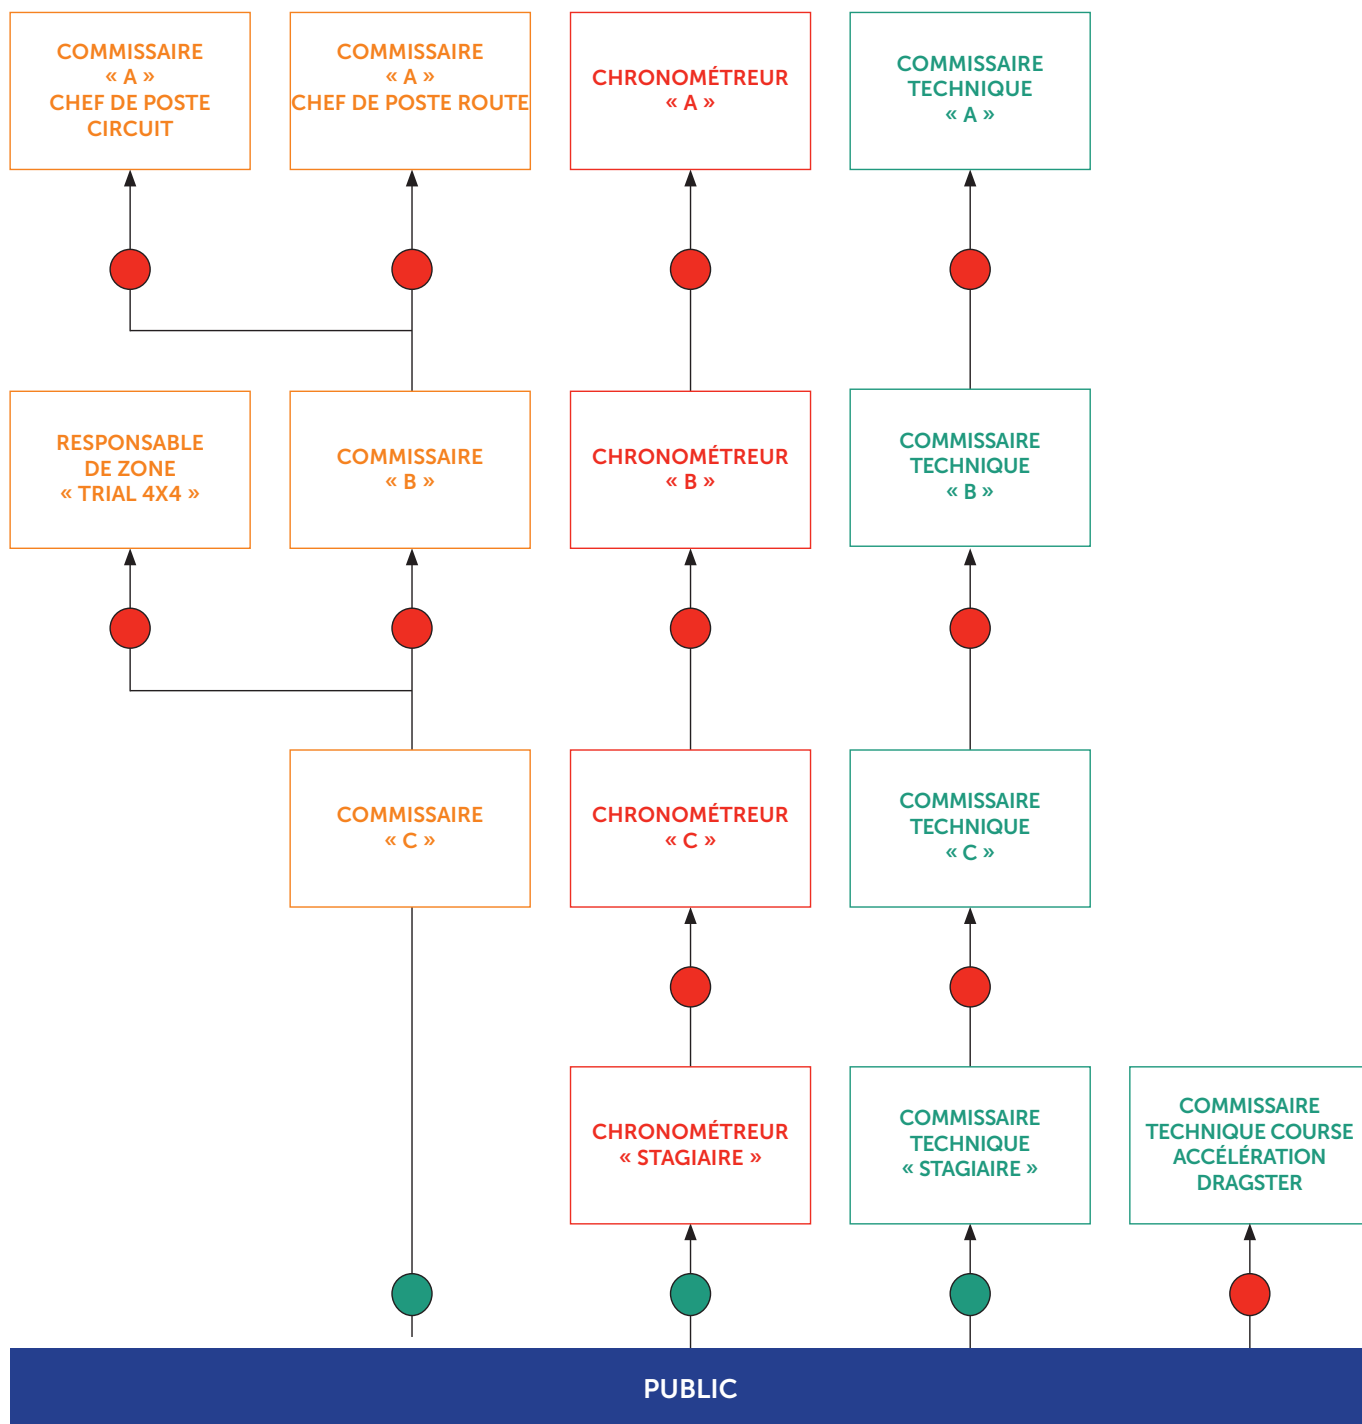 COMMISSAIRE
« A »
CHEF DE POSTE
CIRCUIT
COMMISSAIRE
« A »
CHEF DE POSTE ROUTE
CHRONOMÉTREUR
« A »
COMMISSAIRE
TECHNIQUE
« A »
RESPONSABLE
DE ZONE
« TRIAL 4X4 »
COMMISSAIRE
« B »
CHRONOMÉTREUR
« B »
COMMISSAIRE
TECHNIQUE
« B »
COMMISSAIRE
« C »
CHRONOMÉTREUR
« C »
COMMISSAIRE
TECHNIQUE
« C »
CHRONOMÉTREUR
« STAGIAIRE »
COMMISSAIRE
TECHNIQUE
« STAGIAIRE »
COMMISSAIRE
TECHNIQUE COURSE
ACCÉLÉRATION
DRAGSTER
PUBLIC